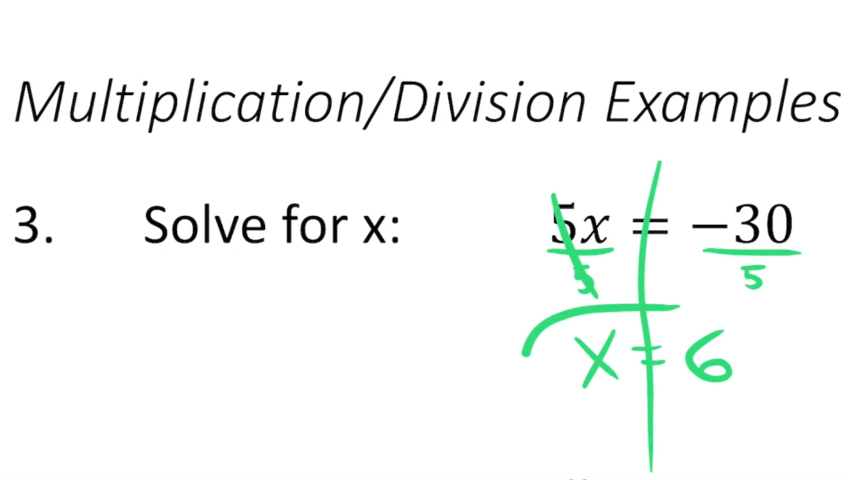 Multiplication/Division Examples
3. Solve for x: 5x = −30
5 5
x = 6